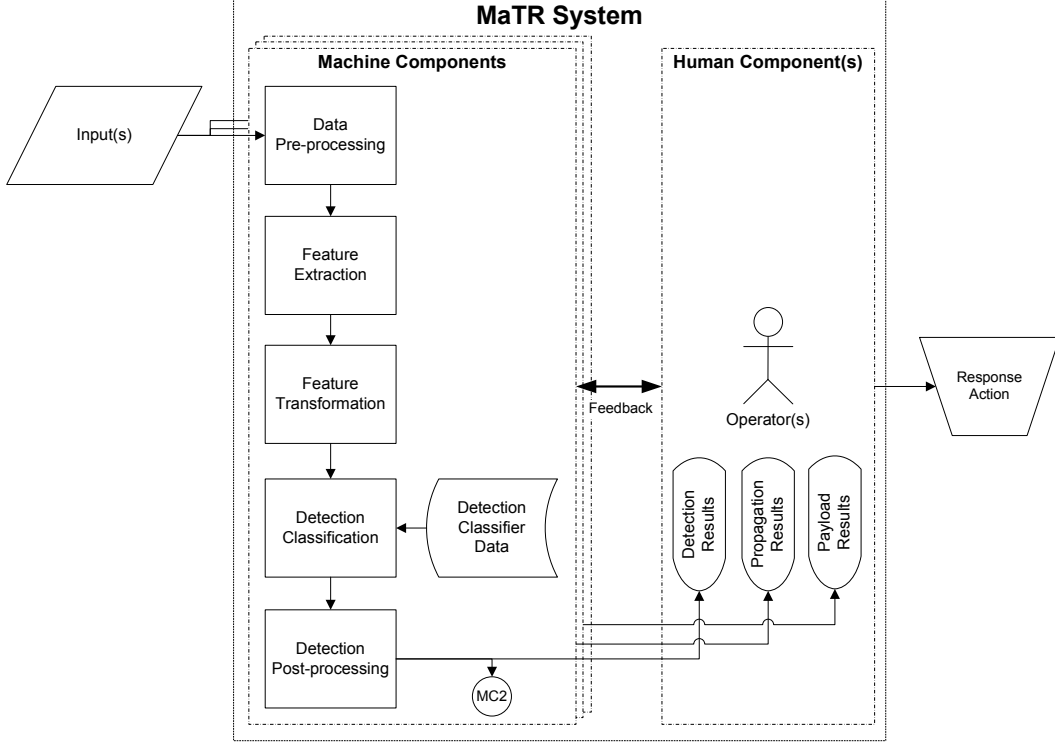 MaTR System
Machine Components
Human Component(s)
Input(s)
Data
Pre-processing
Feature
Extraction
Feature
Transformation
Feedback
Operator(s)
Response
Action
Detection
Classification
Detection
Classifier
Data
Detection
Results
Propagation
Results
Payload
Results
Detection
Post-processing
MC2